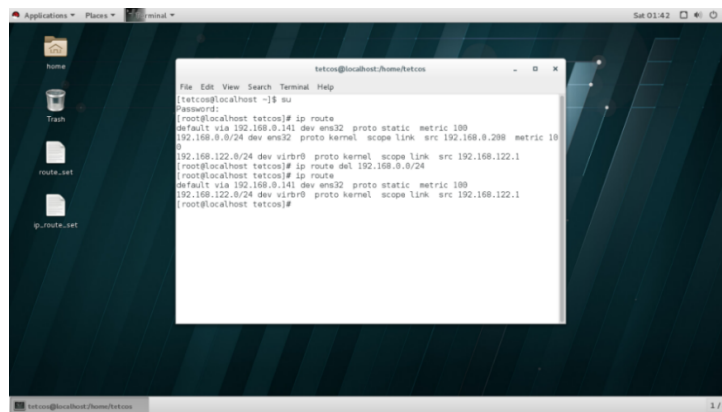 Applications Places Terminal Sat 01:42
home
Trash
route_set
ip_route_set
tetcos@localhost:/home/tetcos
File Edit View Search Terminal Help
[tetcos@localhost ~]$ su
Password:
[root@localhost tetcos]# ip route
default via 192.168.0.141 dev ens32 proto static metric 100
192.168.0.0/24 dev ens32 proto kernel scope link src 192.168.0.208 metric 10
0
192.168.122.0/24 dev virbr0 proto kernel scope link src 192.168.122.1
[root@localhost tetcos]# ip route del 192.168.0.0/24
[root@localhost tetcos]# ip route
default via 192.168.0.141 dev ens32 proto static metric 100
192.168.122.0/24 dev virbr0 proto kernel scope link src 192.168.122.1
[root@localhost tetcos]#
tetcos@localhost:/home/tetcos 1 /